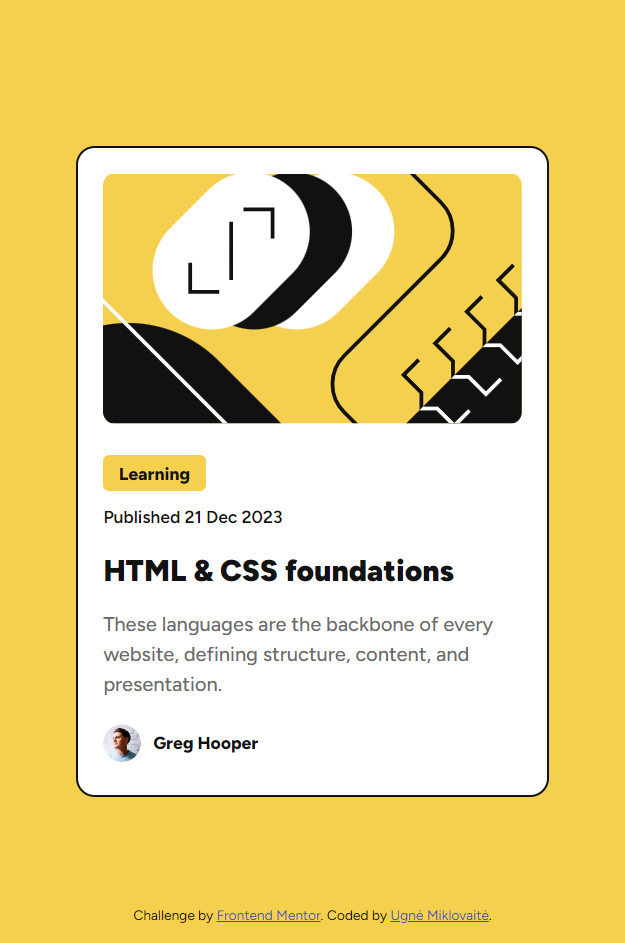 Learning
Published 21 Dec 2023
HTML & CSS foundations
These languages are the backbone of every
website, defining structure, content, and
presentation.
Greg Hooper
Challenge by Frontend Mentor. Coded by Ugnė Miklovaitė.